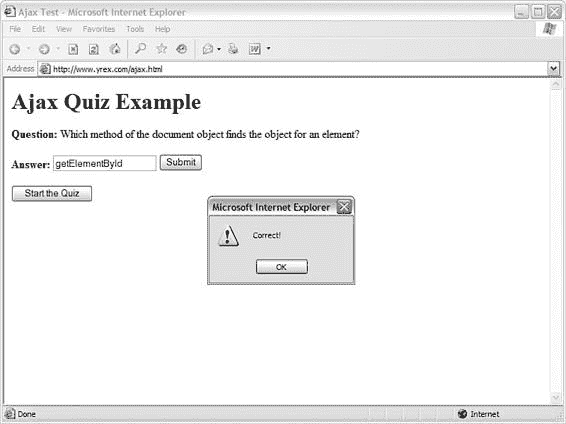 Ajax Test - Microsoft Internet Explorer
File Edit View Favorites Tools Help
Address http://www.yrex.com/ajax.html
Ajax Quiz Example
Question: Which method of the document object finds the object for an element?
Answer: getElementById Submit
Start the Quiz
Microsoft Internet Explorer
Correct!
OK
Done Internet